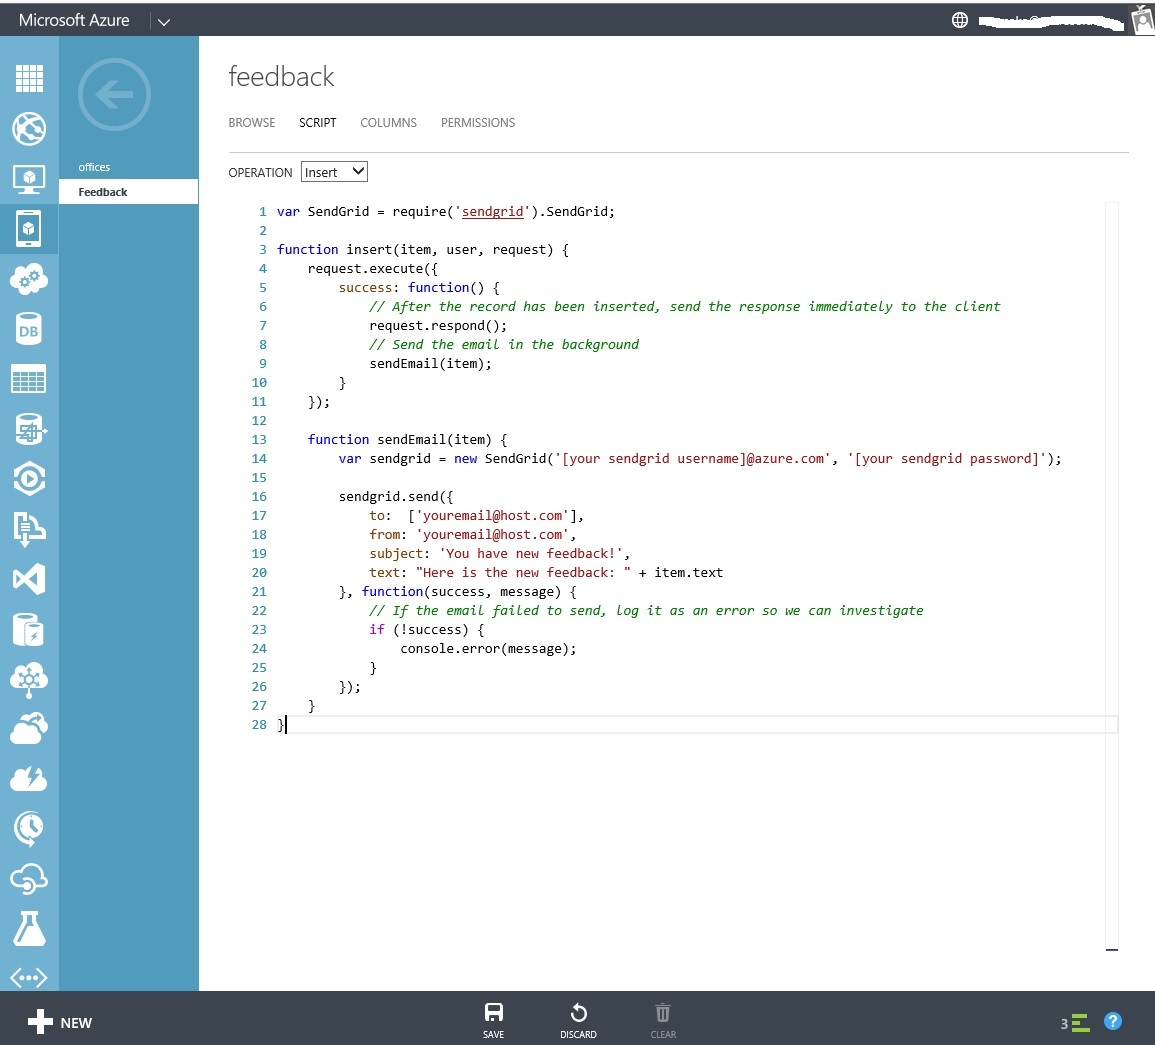 Microsoft Azure
offices
Feedback
feedback
BROWSE SCRIPT COLUMNS PERMISSIONS
OPERATION Insert
1 var SendGrid = require('sendgrid').SendGrid;
2
3 function insert(item, user, request) {
4     request.execute({
5         success: function() {
6             // After the record has been inserted, send the response immediately to the client
7             request.respond();
8             // Send the email in the background
9             sendEmail(item);
10         }
11     });
12
13     function sendEmail(item) {
14         var sendgrid = new SendGrid('[your sendgrid username]@azure.com', '[your sendgrid password]');
15
16         sendgrid.send({
17             to:  ['youremail@host.com'],
18             from: 'youremail@host.com',
19             subject: 'You have new feedback!',
20             text: "Here is the new feedback: " + item.text
21         }, function(success, message) {
22             // If the email failed to send, log it as an error so we can investigate
23             if (!success) {
24                 console.error(message);
25             }
26         });
27     }
28 }
DB
NEW
SAVE DISCARD CLEAR
3 ?